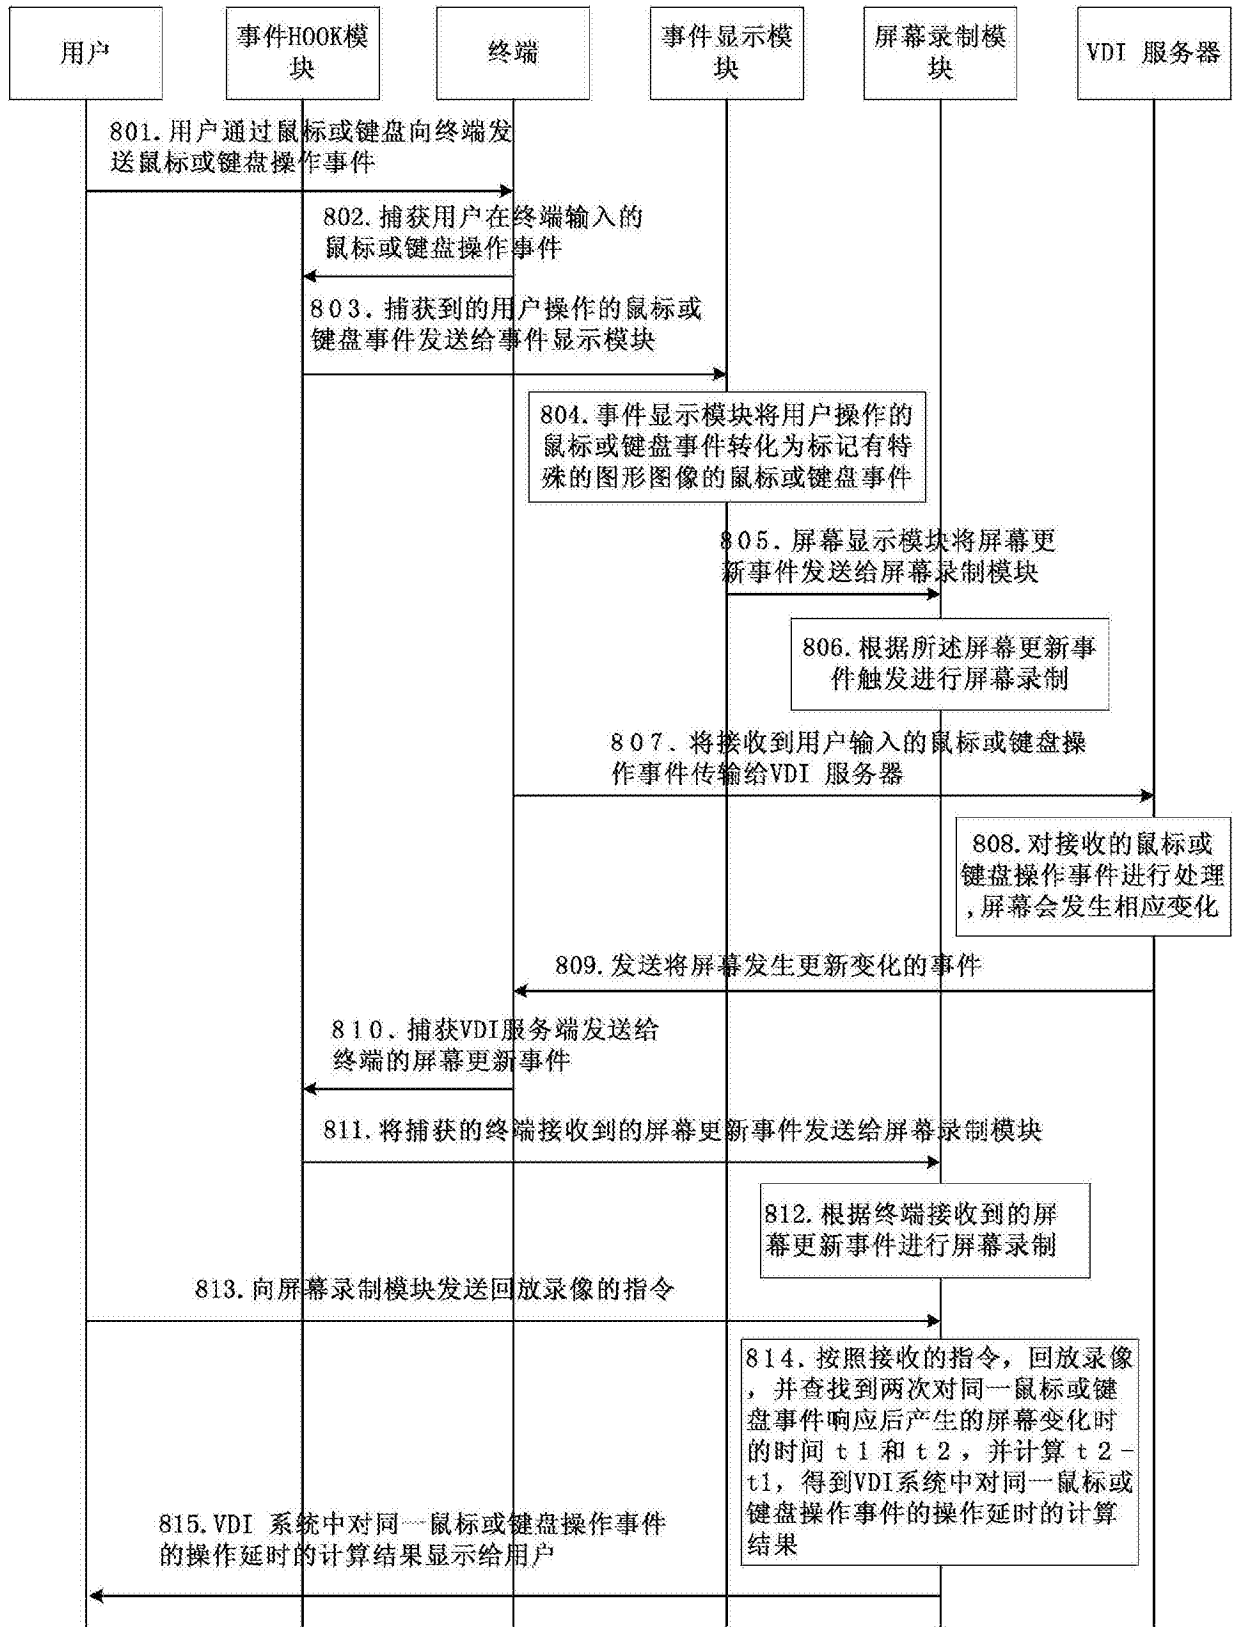 用户
事件HOOK模
块
终端
事件显示模
块
屏幕录制模
块
VDI 服务器
801.用户通过鼠标或键盘向终端发
送鼠标或键盘操作事件
802.捕获用户在终端输入的
鼠标或键盘操作事件
803.捕获到的用户操作的鼠标或
键盘事件发送给事件显示模块
804.事件显示模块将用户操作的
鼠标或键盘事件转化为标记有特
殊的图形图像的鼠标或键盘事件
805.屏幕显示模块将屏幕更
新事件发送给屏幕录制模块
806.根据所述屏幕更新事
件触发进行屏幕录制
807、将接收到用户输入的鼠标或键盘操
作事件传输给VDI 服务器
808.对接收的鼠标或
键盘操作事件进行处理
,屏幕会发生相应变化
809.发送将屏幕发生更新变化的事件
810、捕获VDI服务端发送给
终端的屏幕更新事件
811.将捕获的终端接收到的屏幕更新事件发送给屏幕录制模块
812.根据终端接收到的屏
幕更新事件进行屏幕录制
813.向屏幕录制模块发送回放录像的指令
814、按照接收的指令，回放录像
，并查找到两次对同一鼠标或键
盘事件响应后产生的屏幕变化时
的时间 t1 和 t2 ，并计算 t2-
t1，得到VDI系统中对同一鼠标或
键盘操作事件的操作延时的计算
结果
815.VDI 系统中对同一鼠标或键盘操作事件
的操作延时的计算结果显示给用户